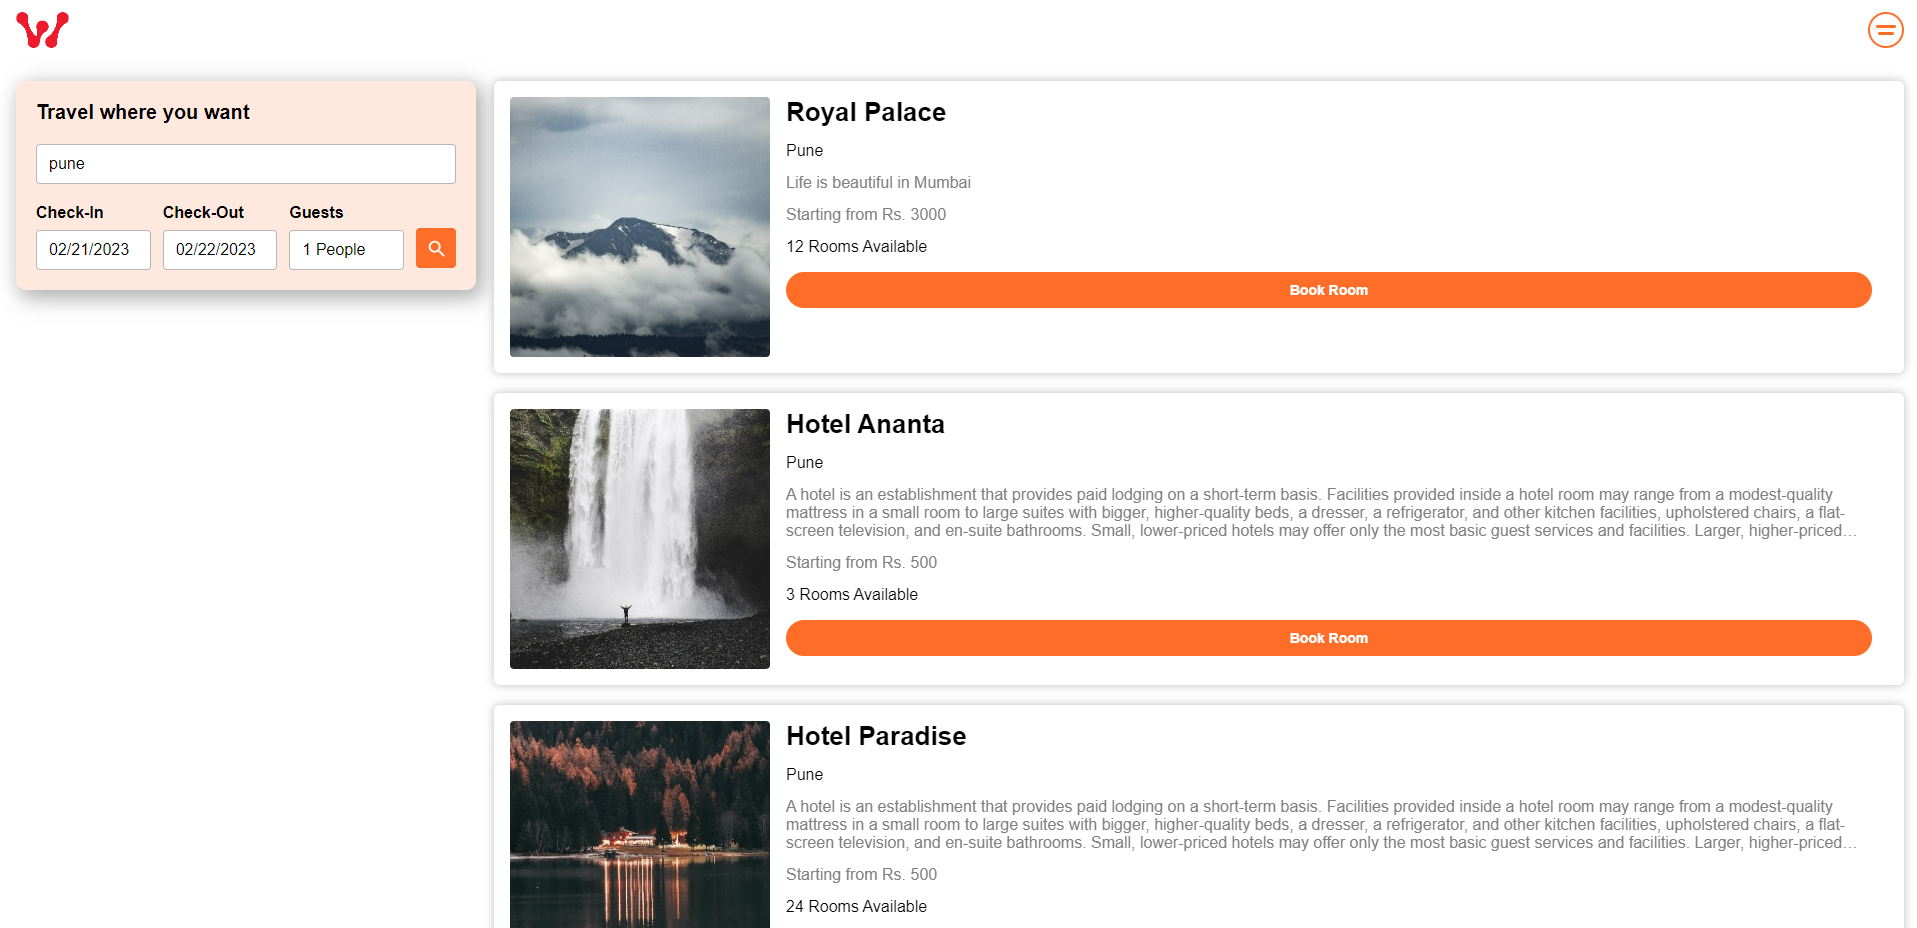 Travel where you want
pune
Check-In
Check-Out
Guests
02/21/2023
02/22/2023
1 People
Royal Palace
Pune
Life is beautiful in Mumbai
Starting from Rs. 3000
12 Rooms Available
Book Room
Hotel Ananta
Pune
A hotel is an establishment that provides paid lodging on a short-term basis. Facilities provided inside a hotel room may range from a modest-quality
mattress in a small room to large suites with bigger, higher-quality beds, a dresser, a refrigerator, and other kitchen facilities, upholstered chairs, a flat-
screen television, and en-suite bathrooms. Small, lower-priced hotels may offer only the most basic guest services and facilities. Larger, higher-priced…
Starting from Rs. 500
3 Rooms Available
Book Room
Hotel Paradise
Pune
A hotel is an establishment that provides paid lodging on a short-term basis. Facilities provided inside a hotel room may range from a modest-quality
mattress in a small room to large suites with bigger, higher-quality beds, a dresser, a refrigerator, and other kitchen facilities, upholstered chairs, a flat-
screen television, and en-suite bathrooms. Small, lower-priced hotels may offer only the most basic guest services and facilities. Larger, higher-priced…
Starting from Rs. 500
24 Rooms Available